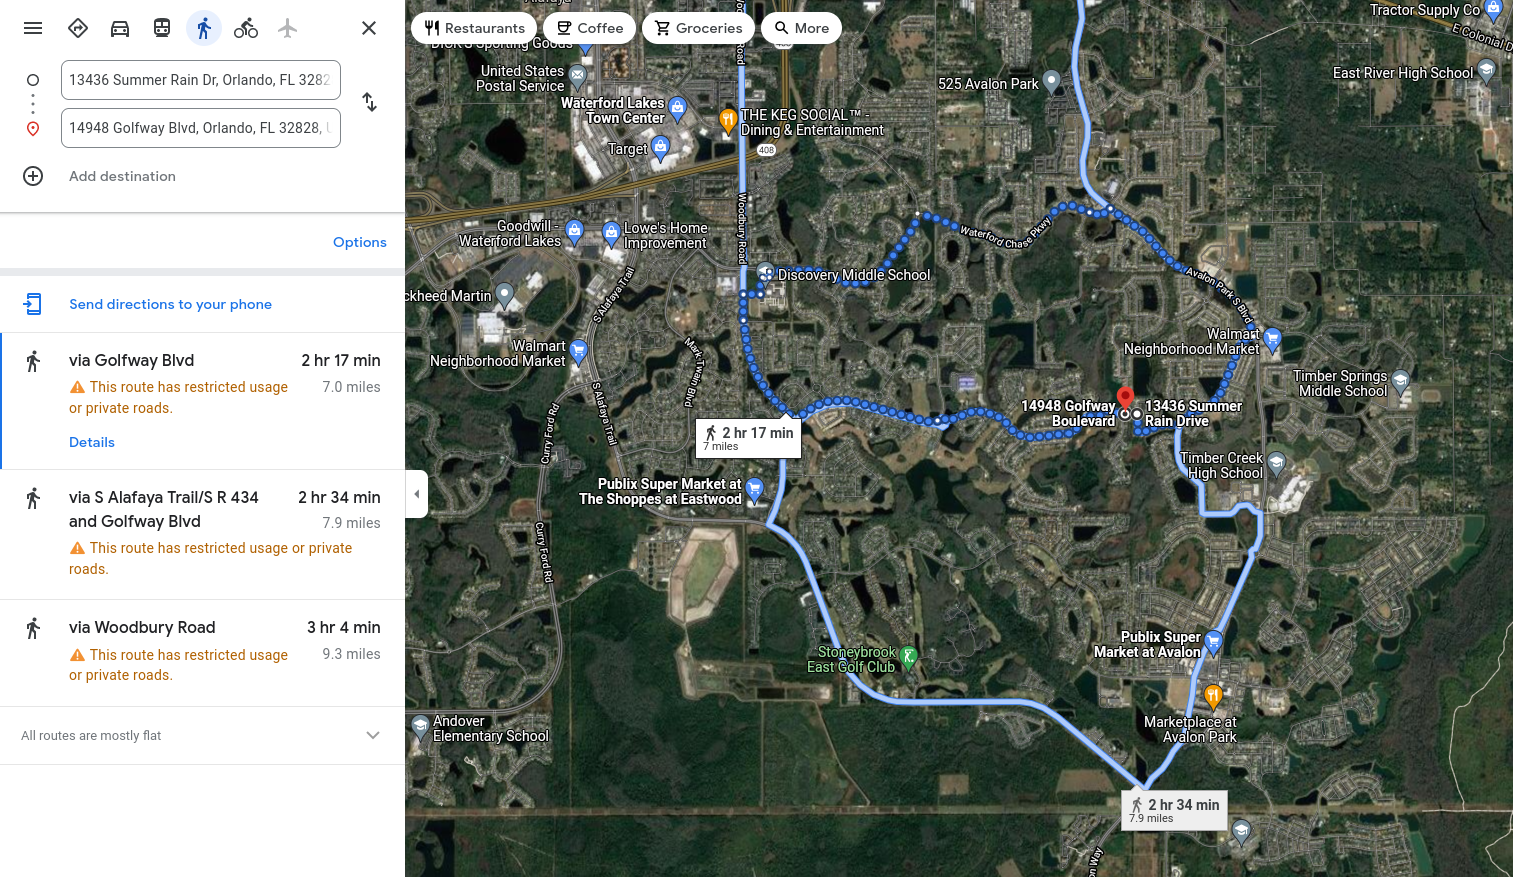 13436 Summer Rain Dr, Orlando, FL 3282
14948 Golfway Blvd, Orlando, FL 32828, U
Add destination
Options
Send directions to your phone
via Golfway Blvd
2 hr 17 min
This route has restricted usage
or private roads.
7.0 miles
Details
via S Alafaya Trail/S R 434
and Golfway Blvd
2 hr 34 min
7.9 miles
This route has restricted usage or private
roads.
via Woodbury Road
3 hr 4 min
This route has restricted usage
or private roads.
9.3 miles
All routes are mostly flat
Restaurants
Coffee
Groceries
More
DICK'S Sporting Goods
United States
Postal Service
Waterford Lakes
Town Center
THE KEG SOCIAL™ -
Dining & Entertainment
Target
408
525 Avalon Park
Tractor Supply Co
E Colonial D
East River High School
Woodbury Road
Road
Goodwill -
Waterford Lakes
Lowe's Home
Improvement
Waterford Chase Pkwy
Discovery Middle School
Avalon Park S Blvd
ckheed Martin
S Alafaya Trail
Walmart
Neighborhood Market
Mark Twain Blvd
Walmart
Neighborhood Market
Timber Springs
Middle School
S Alafaya Trail
Curry Ford Rd
14948 Golfway
Boulevard
13436 Summer
Rain Drive
2 hr 17 min
7 miles
Timber Creek
High School
Publix Super Market at
The Shoppes at Eastwood
Curry Ford Rd
Stoneybrook
East Golf Club
Publix Super
Market at Avalon
Marketplace at
Avalon Park
Andover
Elementary School
2 hr 34 min
7.9 miles
on Way